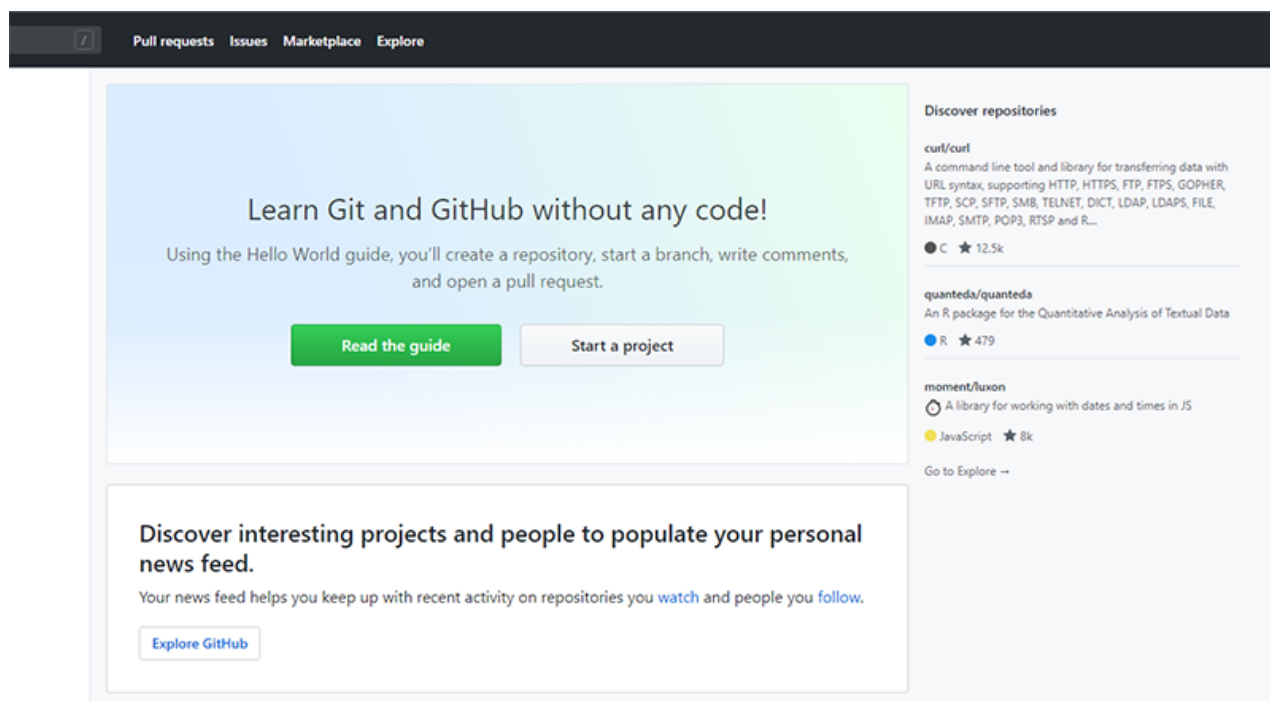 /
Pull requests Issues Marketplace Explore
Learn Git and GitHub without any code!
Using the Hello World guide, you’ll create a repository, start a branch, write comments,
and open a pull request.
Read the guide
Start a project
Discover interesting projects and people to populate your personal
news feed.
Your news feed helps you keep up with recent activity on repositories you watch and people you follow.
Explore GitHub
Discover repositories
curl/curl
A command line tool and library for transferring data with
URL syntax, supporting HTTP, HTTPS, FTP, FTPS, GOPHER,
TFTP, SCP, SFTP, SMB, TELNET, DICT, LDAP, LDAPS, FILE,
IMAP, SMTP, POP3, RTSP and R...
C ★ 12.5k
quanteda/quanteda
An R package for the Quantitative Analysis of Textual Data
R ★ 479
moment/luxon
A library for working with dates and times in JS
JavaScript ★ 8k
Go to Explore →